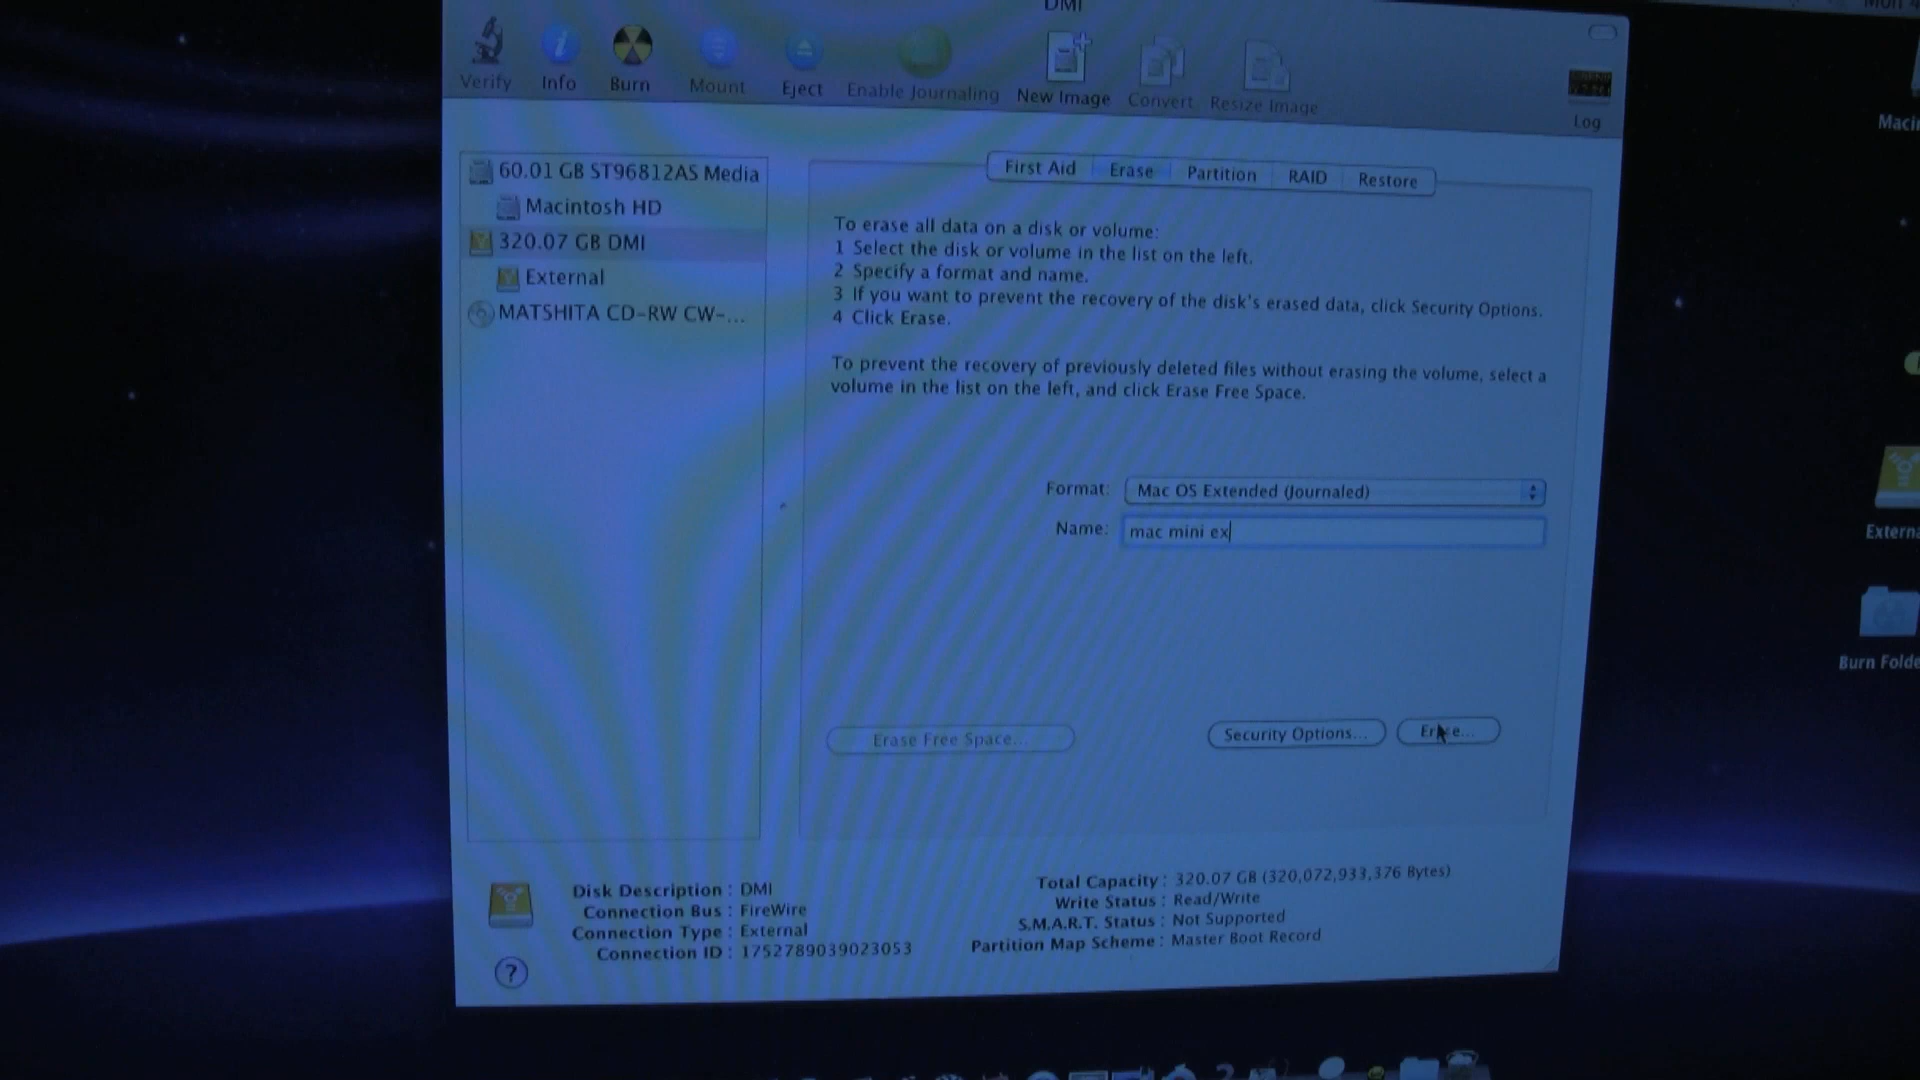 DMI
Verify
Info
Burn
Mount
Eject
Enable Journaling
New Image
Convert
Resize Image
Log
60.01 GB ST96812AS Media
Macintosh HD
320.07 GB DMI
External
MATSHITA CD-RW CW-...
First Aid
Erase
Partition
RAID
Restore
To erase all data on a disk or volume:
1 Select the disk or volume in the list on the left.
2 Specify a format and name.
3 If you want to prevent the recovery of the disk's erased data, click Security Options.
4 Click Erase.
To prevent the recovery of previously deleted files without erasing the volume, select a
volume in the list on the left, and click Erase Free Space.
Format: Mac OS Extended (Journaled)
Name: mac mini ex
Erase Free Space...
Security Options...
Erase...
Disk Description : DMI
Connection Bus : FireWire
Connection Type : External
Connection ID : 1752789039023053
Total Capacity : 320.07 GB (320,072,933,376 Bytes)
Write Status : Read/Write
S.M.A.R.T. Status : Not Supported
Partition Map Scheme : Master Boot Record
?
Macin
Externa
Burn Folde